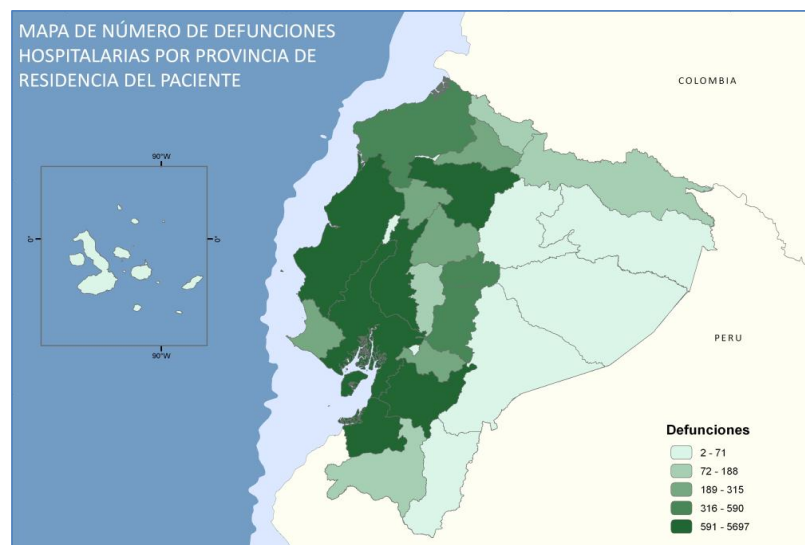 MAPA DE NÚMERO DE DEFUNCIONES
HOSPITALARIAS POR PROVINCIA DE
RESIDENCIA DEL PACIENTE
COLOMBIA
90°W
0°
0°
90°W
PERU
Defunciones
2 - 71
72 - 188
189 - 315
316 - 590
591 - 5697